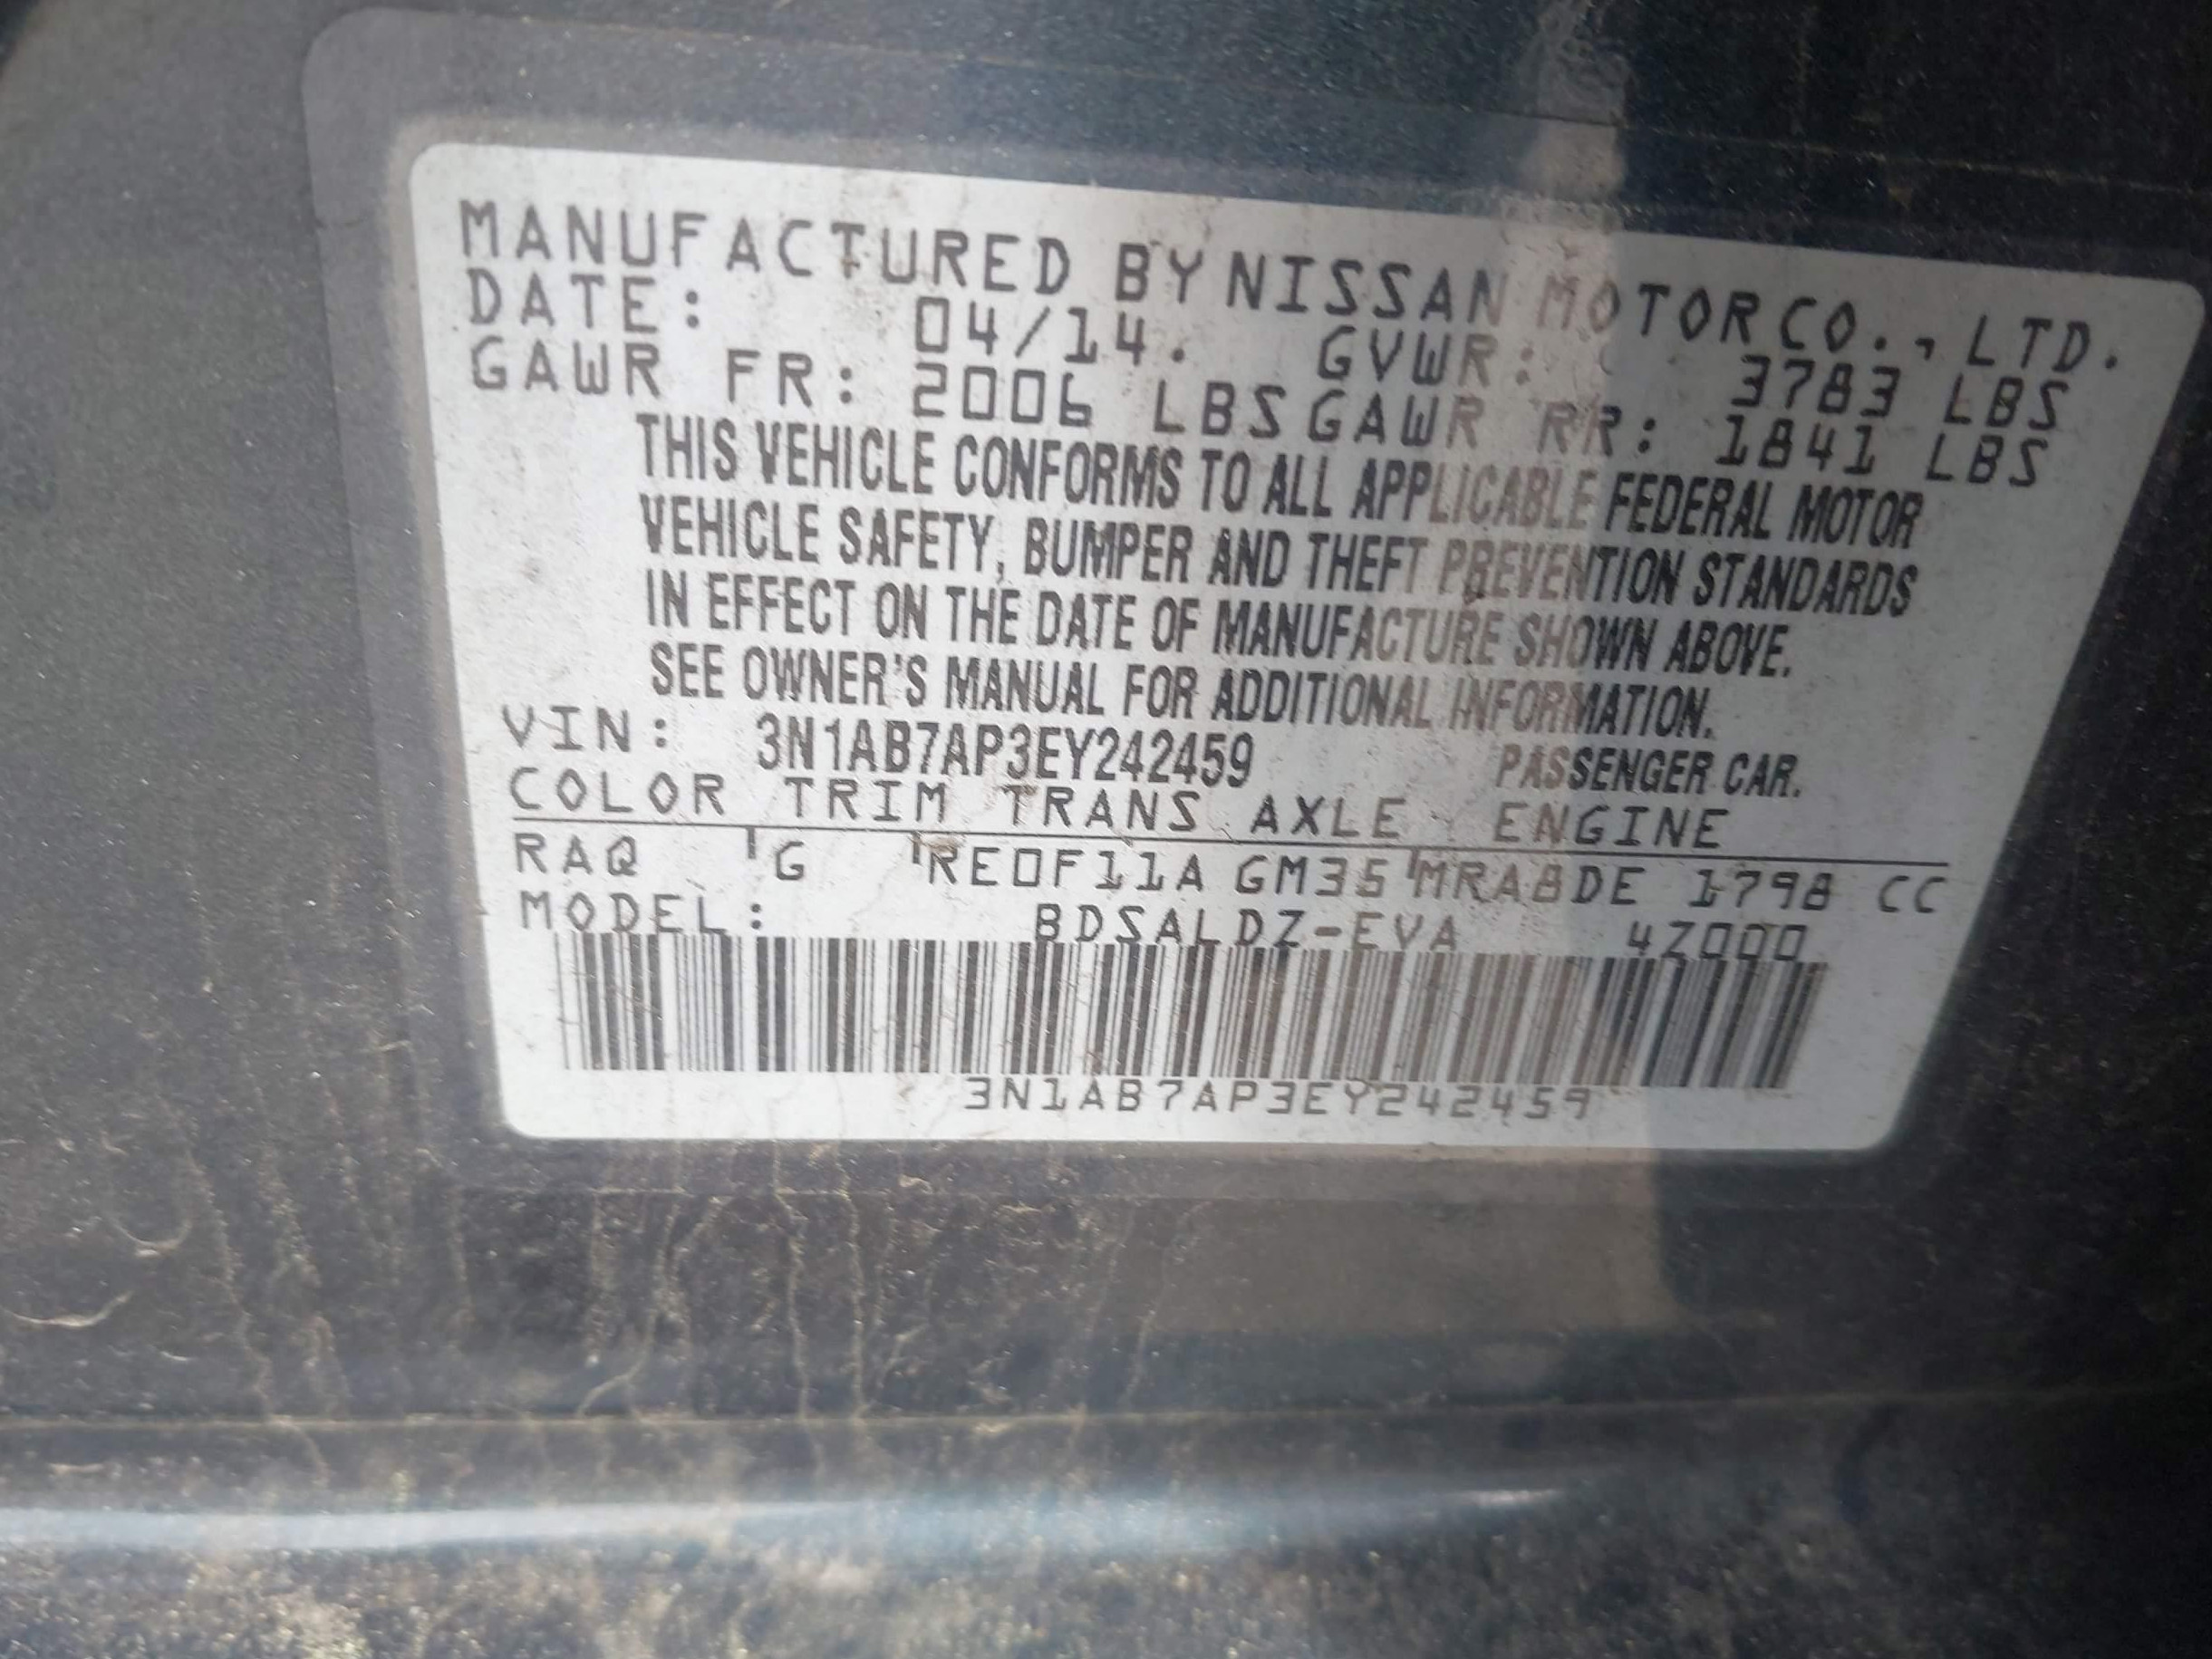 MANUFACTURED BY NISSAN MOTOR CO., LTD.
DATE: 04/14. GVWR: 3783 LBS
GAWR FR: 2006 LBS GAWR RR: 1841 LBS
THIS VEHICLE CONFORMS TO ALL APPLICABLE FEDERAL MOTOR
VEHICLE SAFETY, BUMPER AND THEFT PREVENTION STANDARDS
IN EFFECT ON THE DATE OF MANUFACTURE SHOWN ABOVE.
SEE OWNER'S MANUAL FOR ADDITIONAL INFORMATION.
VIN: 3N1AB7AP3EY242459 PASSENGER CAR.
COLOR TRIM TRANS AXLE ENGINE
RAQ G RE0F11A GM35 MRA8DE 1798 CC
MODEL: BDSALDZ-EVA 4Z000
3N1AB7AP3EY242459